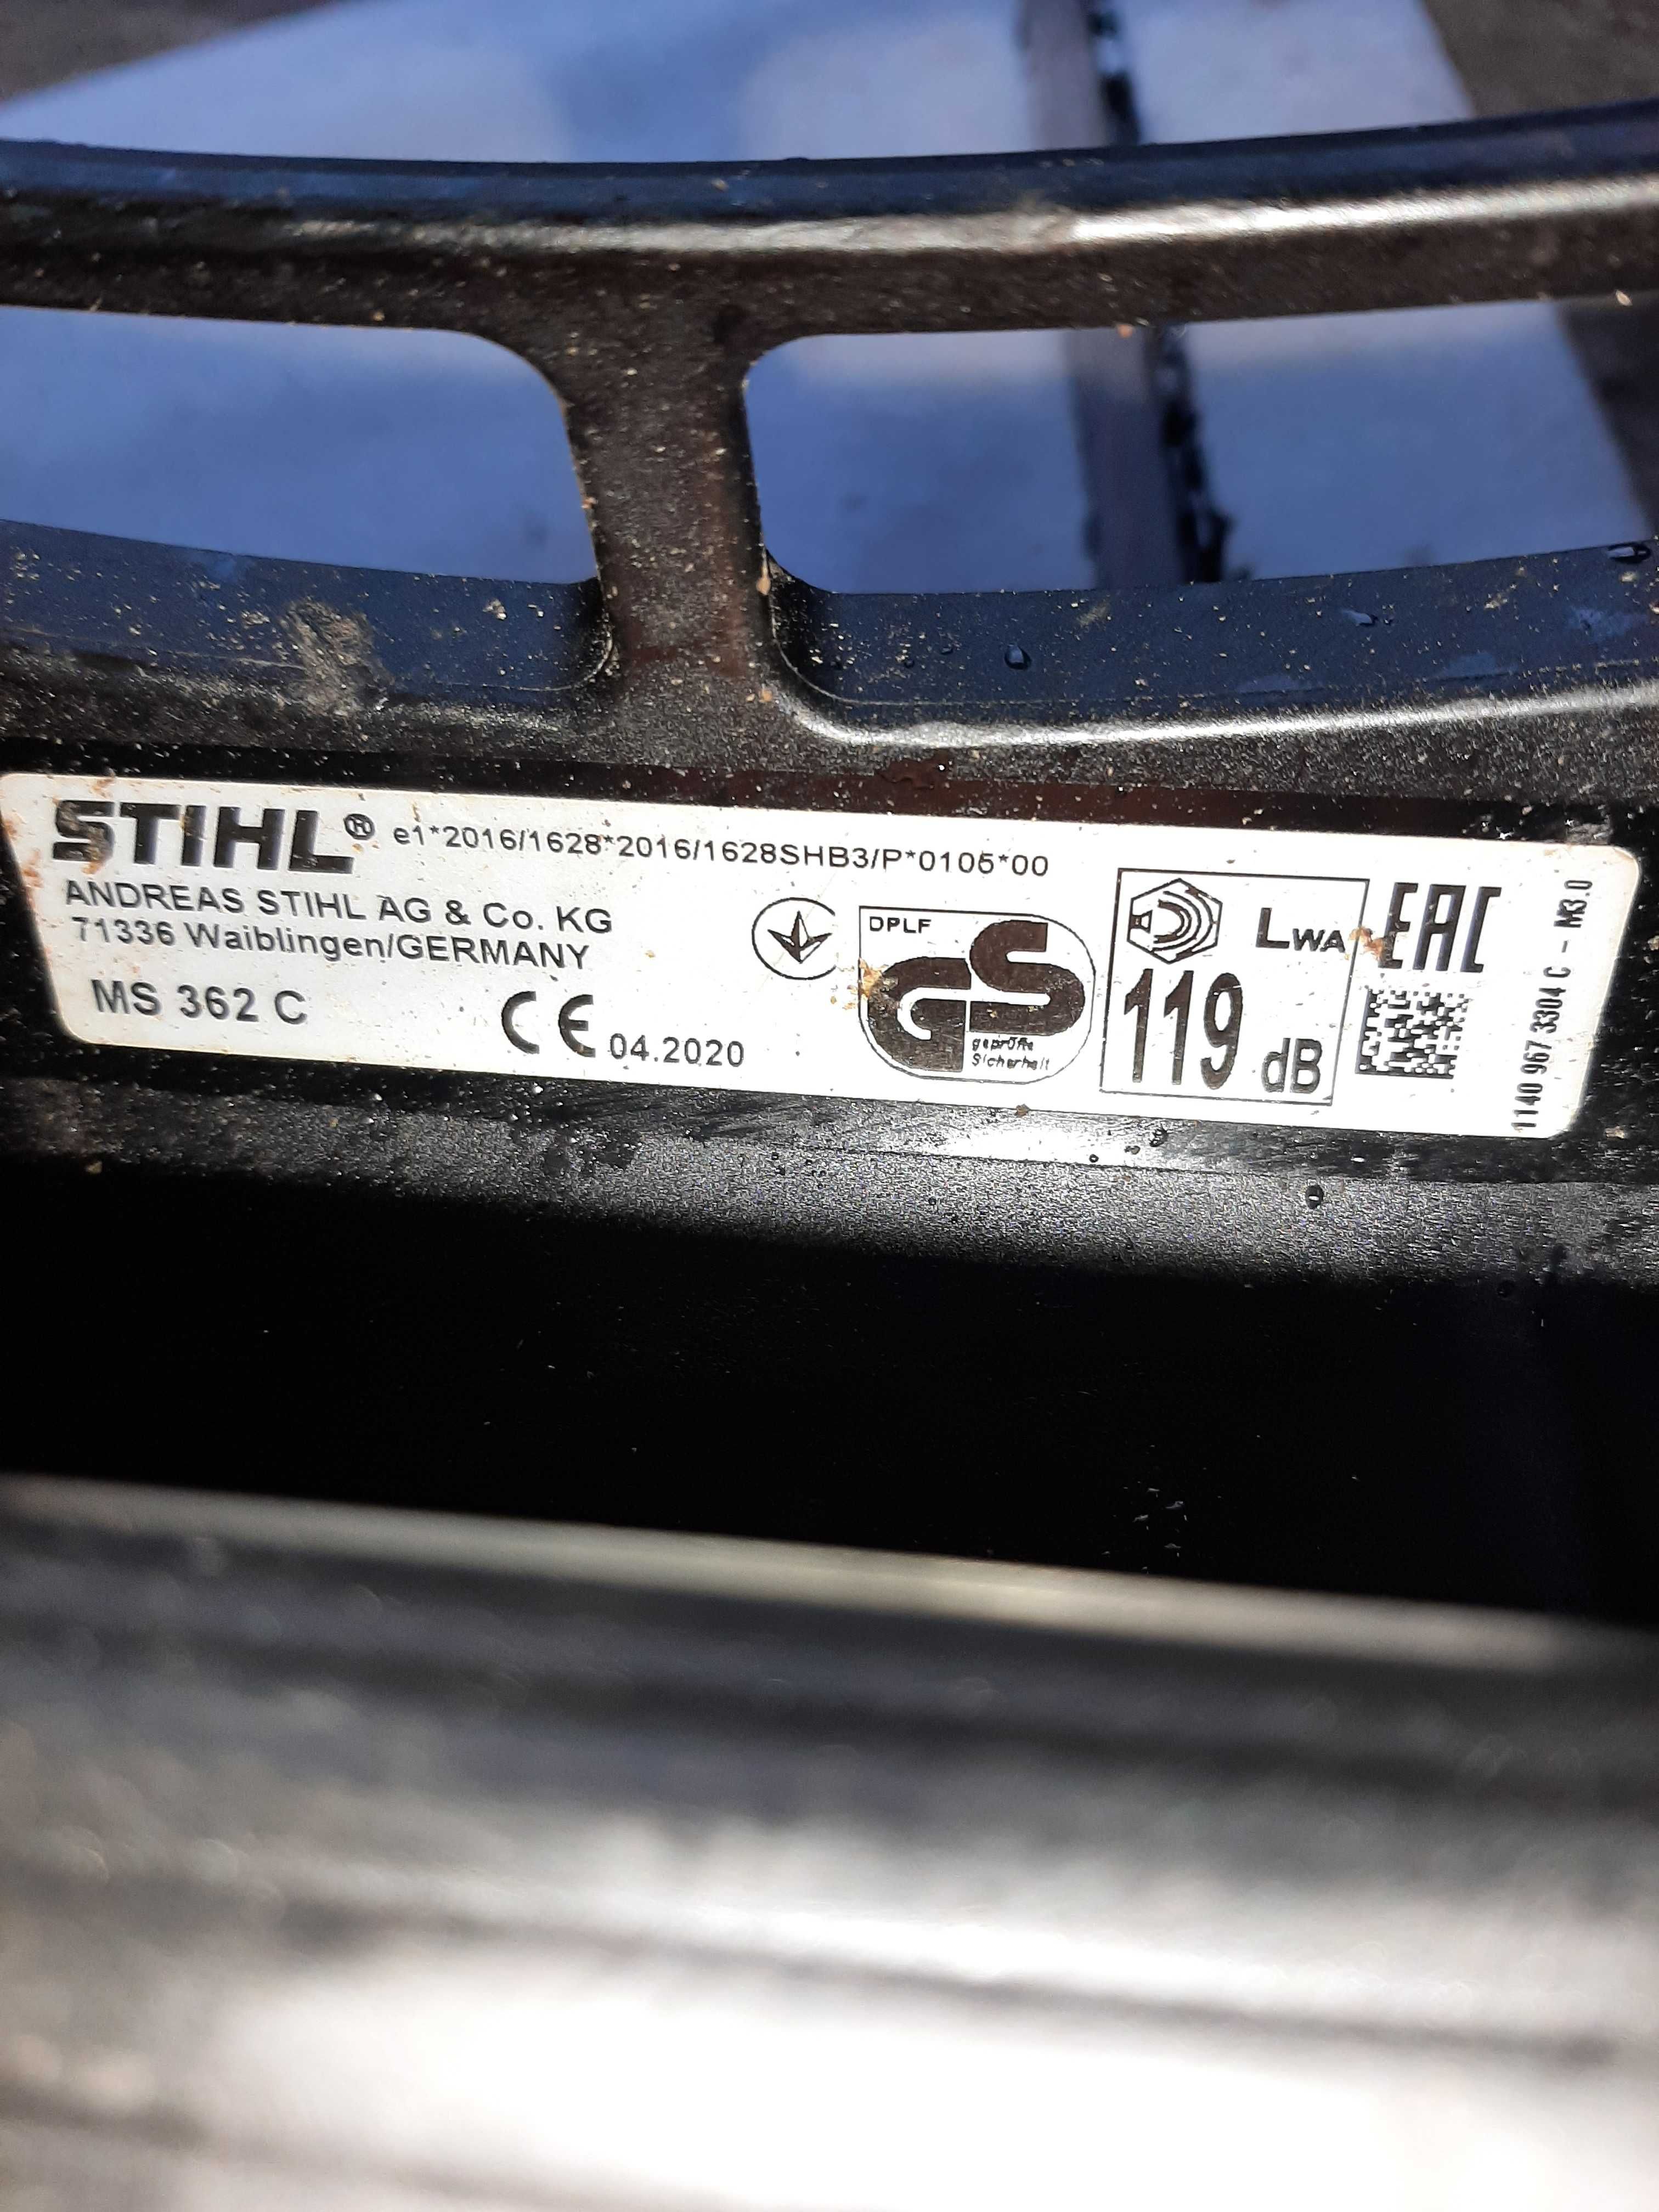 STIHL® e1*2016/1628*2016/1628SHB3/P*0105*00
ANDREAS STIHL AG & Co. KG
71336 Waiblingen/GERMANY
MS 362 C
CE 04.2020
DPLF
GS
geprüfte
Sicherheit
LWA
119 dB
EAC
1140 967 3304 C - M3.0